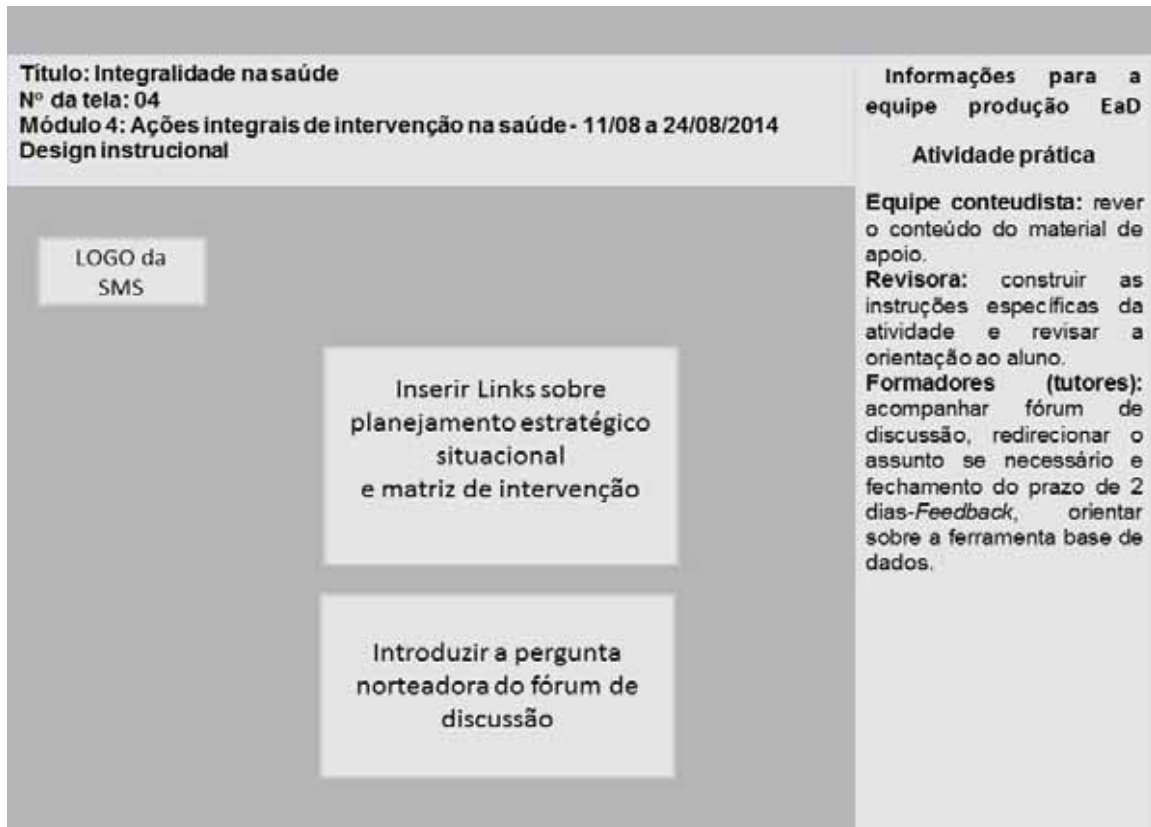 Título: Integralidade na saúde
Nº da tela: 04
Módulo 4: Ações integrais de intervenção na saúde - 11/08 a 24/08/2014
Design instrucional
LOGO da
SMS
Inserir Links sobre
planejamento estratégico
situacional
e matriz de intervenção
Introduzir a pergunta
norteadora do fórum de
discussão
Informações para a
equipe produção EaD
Atividade prática
Equipe conteudista: rever
o conteúdo do material de
apoio.
Revisora: construir as
instruções específicas da
atividade e revisar a
orientação ao aluno.
Formadores (tutores):
acompanhar fórum de
discussão, redirecionar o
assunto se necessário e
fechamento do prazo de 2
dias-Feedback, orientar
sobre a ferramenta base de
dados.